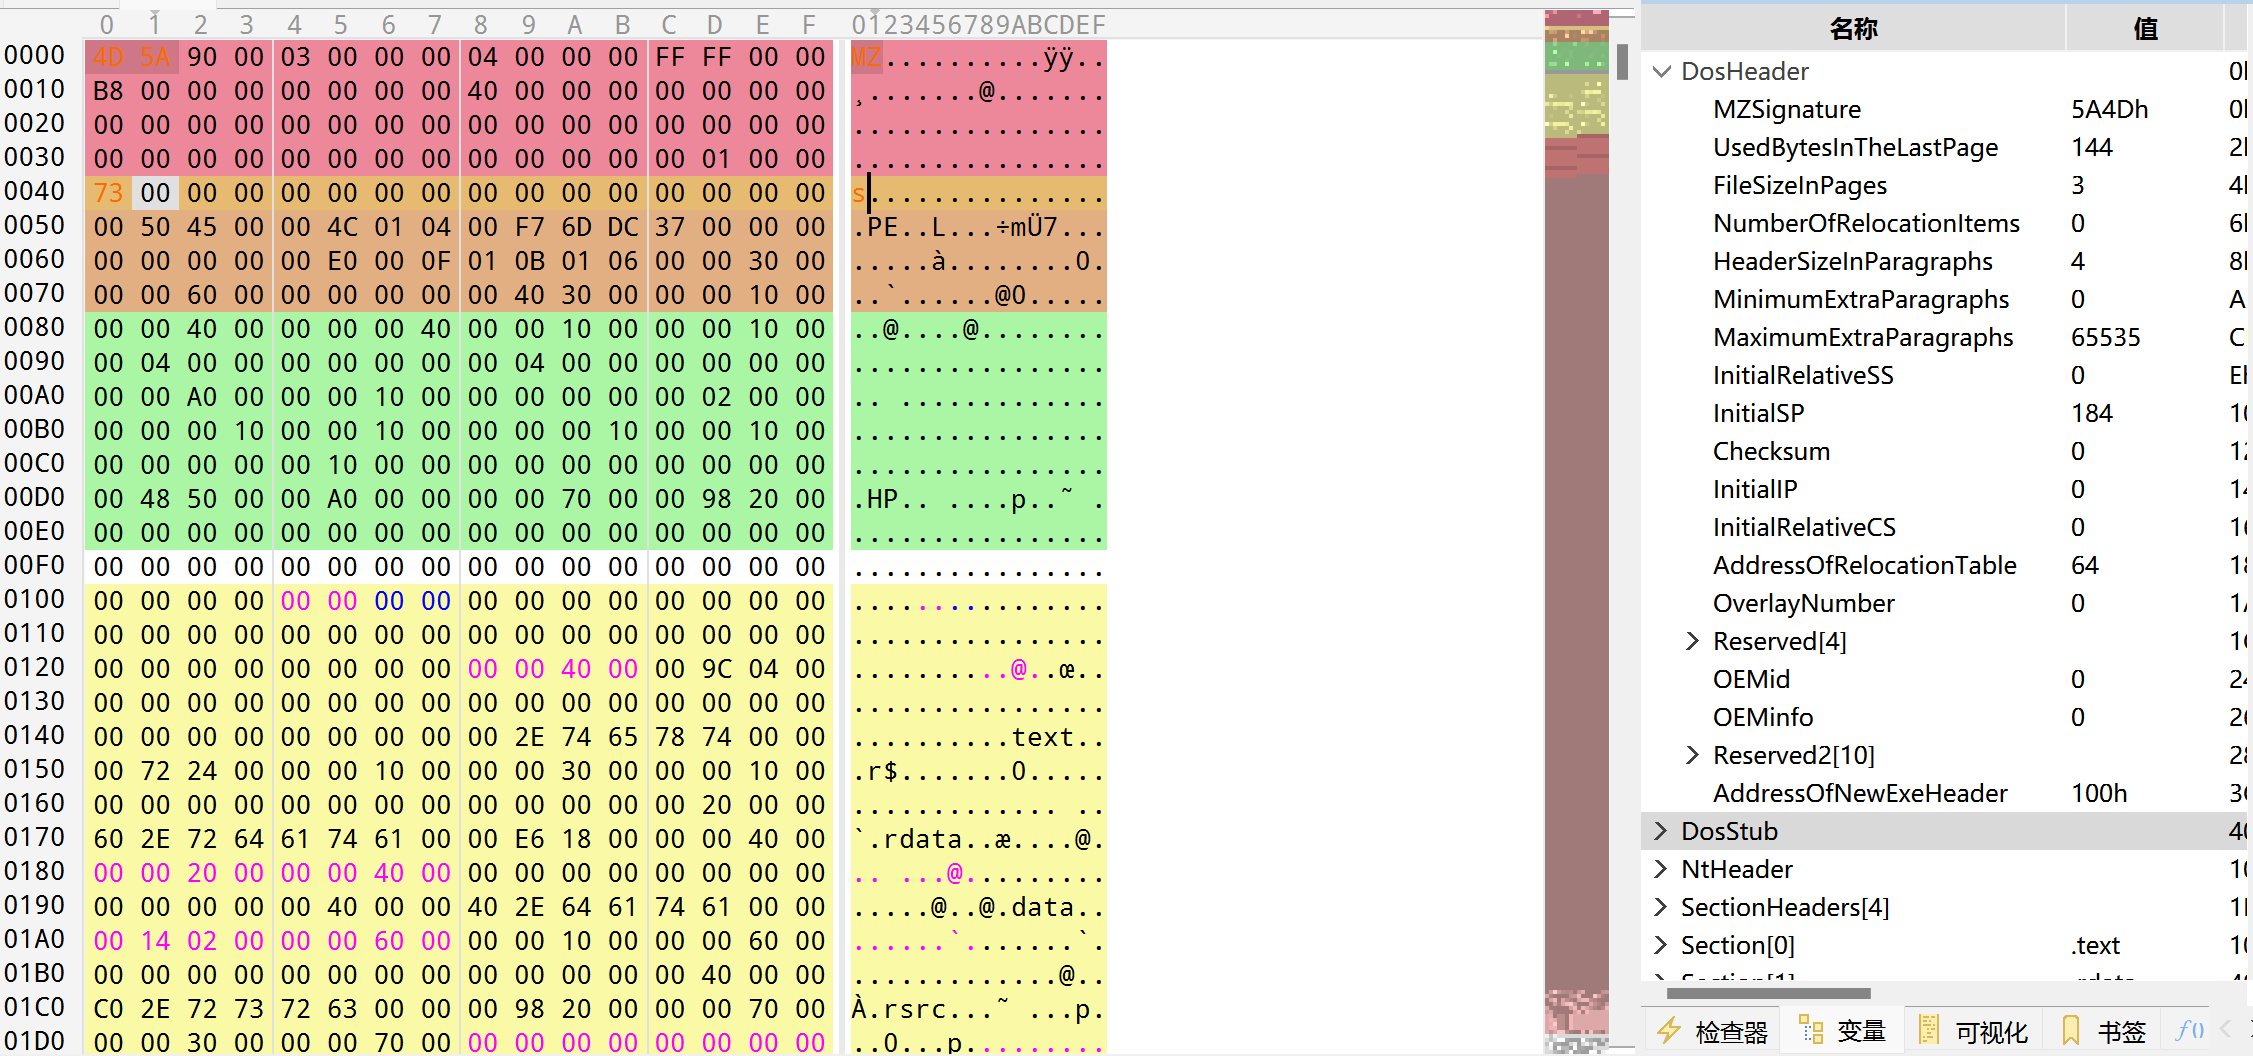 0 1 2 3 4 5 6 7 8 9 A B C D E F 0123456789ABCDEF
0000 4D 5A 90 00 03 00 00 00 04 00 00 00 FF FF 00 00 MZ..........ÿÿ..
0010 B8 00 00 00 00 00 00 00 40 00 00 00 00 00 00 00 ¸.......@.......
0020 00 00 00 00 00 00 00 00 00 00 00 00 00 00 00 00 ................
0030 00 00 00 00 00 00 00 00 00 00 00 00 00 01 00 00 ................
0040 73 00 00 00 00 00 00 00 00 00 00 00 00 00 00 00 s...............
0050 00 50 45 00 00 4C 01 04 00 F7 6D DC 37 00 00 00 .PE..L...÷mÜ7...
0060 00 00 00 00 00 E0 00 0F 01 0B 01 06 00 00 30 00 .....à........0.
0070 00 00 60 00 00 00 00 00 00 40 30 00 00 00 10 00 ..`......@0.....
0080 00 00 40 00 00 00 00 40 00 00 10 00 00 00 10 00 ..@....@........
0090 00 04 00 00 00 00 00 00 00 04 00 00 00 00 00 00 ................
00A0 00 00 A0 00 00 00 10 00 00 00 00 00 00 02 00 00 .. .............
00B0 00 00 00 10 00 00 10 00 00 00 00 10 00 00 10 00 ................
00C0 00 00 00 00 00 10 00 00 00 00 00 00 00 00 00 00 ................
00D0 00 48 50 00 00 A0 00 00 00 00 70 00 00 98 20 00 .HP.. ....p..˜ .
00E0 00 00 00 00 00 00 00 00 00 00 00 00 00 00 00 00 ................
00F0 00 00 00 00 00 00 00 00 00 00 00 00 00 00 00 00 ................
0100 00 00 00 00 00 00 00 00 00 00 00 00 00 00 00 00 ................
0110 00 00 00 00 00 00 00 00 00 00 00 00 00 00 00 00 ................
0120 00 00 00 00 00 00 00 00 00 00 40 00 00 9C 04 00 ..........@..œ..
0130 00 00 00 00 00 00 00 00 00 00 00 00 00 00 00 00 ................
0140 00 00 00 00 00 00 00 00 00 2E 74 65 78 74 00 00 ..........text..
0150 00 72 24 00 00 00 10 00 00 00 30 00 00 00 10 00 .r$.......0.....
0160 00 00 00 00 00 00 00 00 00 00 00 00 00 20 00 00 ............. ..
0170 60 2E 72 64 61 74 61 00 00 E6 18 00 00 00 40 00 `.rdata..æ....@.
0180 00 00 20 00 00 00 40 00 00 00 00 00 00 00 00 00 .. ...@.........
0190 00 00 00 00 00 40 00 00 40 2E 64 61 74 61 00 00 .....@..@.data..
01A0 00 14 02 00 00 00 60 00 00 00 10 00 00 00 60 00 ......`.......`.
01B0 00 00 00 00 00 00 00 00 00 00 00 00 00 40 00 00 .............@..
01C0 C0 2E 72 73 72 63 00 00 00 98 20 00 00 00 70 00 À.rsrc...˜ ...p.
01D0 00 00 30 00 00 00 70 00 00 00 00 00 00 00 00 00 ..0...p.........
名称 值
DosHeader
MZSignature 5A4Dh
UsedBytesInTheLastPage 144
FileSizeInPages 3
NumberOfRelocationItems 0
HeaderSizeInParagraphs 4
MinimumExtraParagraphs 0
MaximumExtraParagraphs 65535
InitialRelativeSS 0
InitialSP 184
Checksum 0
InitialIP 0
InitialRelativeCS 0
AddressOfRelocationTable 64
OverlayNumber 0
Reserved[4]
OEMid 0
OEMinfo 0
Reserved2[10]
AddressOfNewExeHeader 100h
DosStub
NtHeader
SectionHeaders[4]
Section[0] .text
检查器 变量 可视化 书签 f()